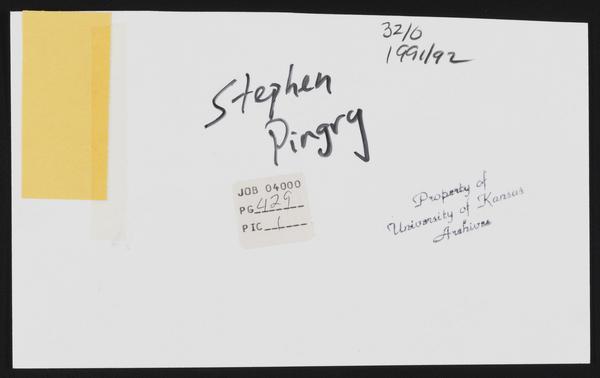 32/0
1991/92
Stephen
Pingry
JOB 04000
PG 429
PIC 1
Property of
University of Kansas
Archives